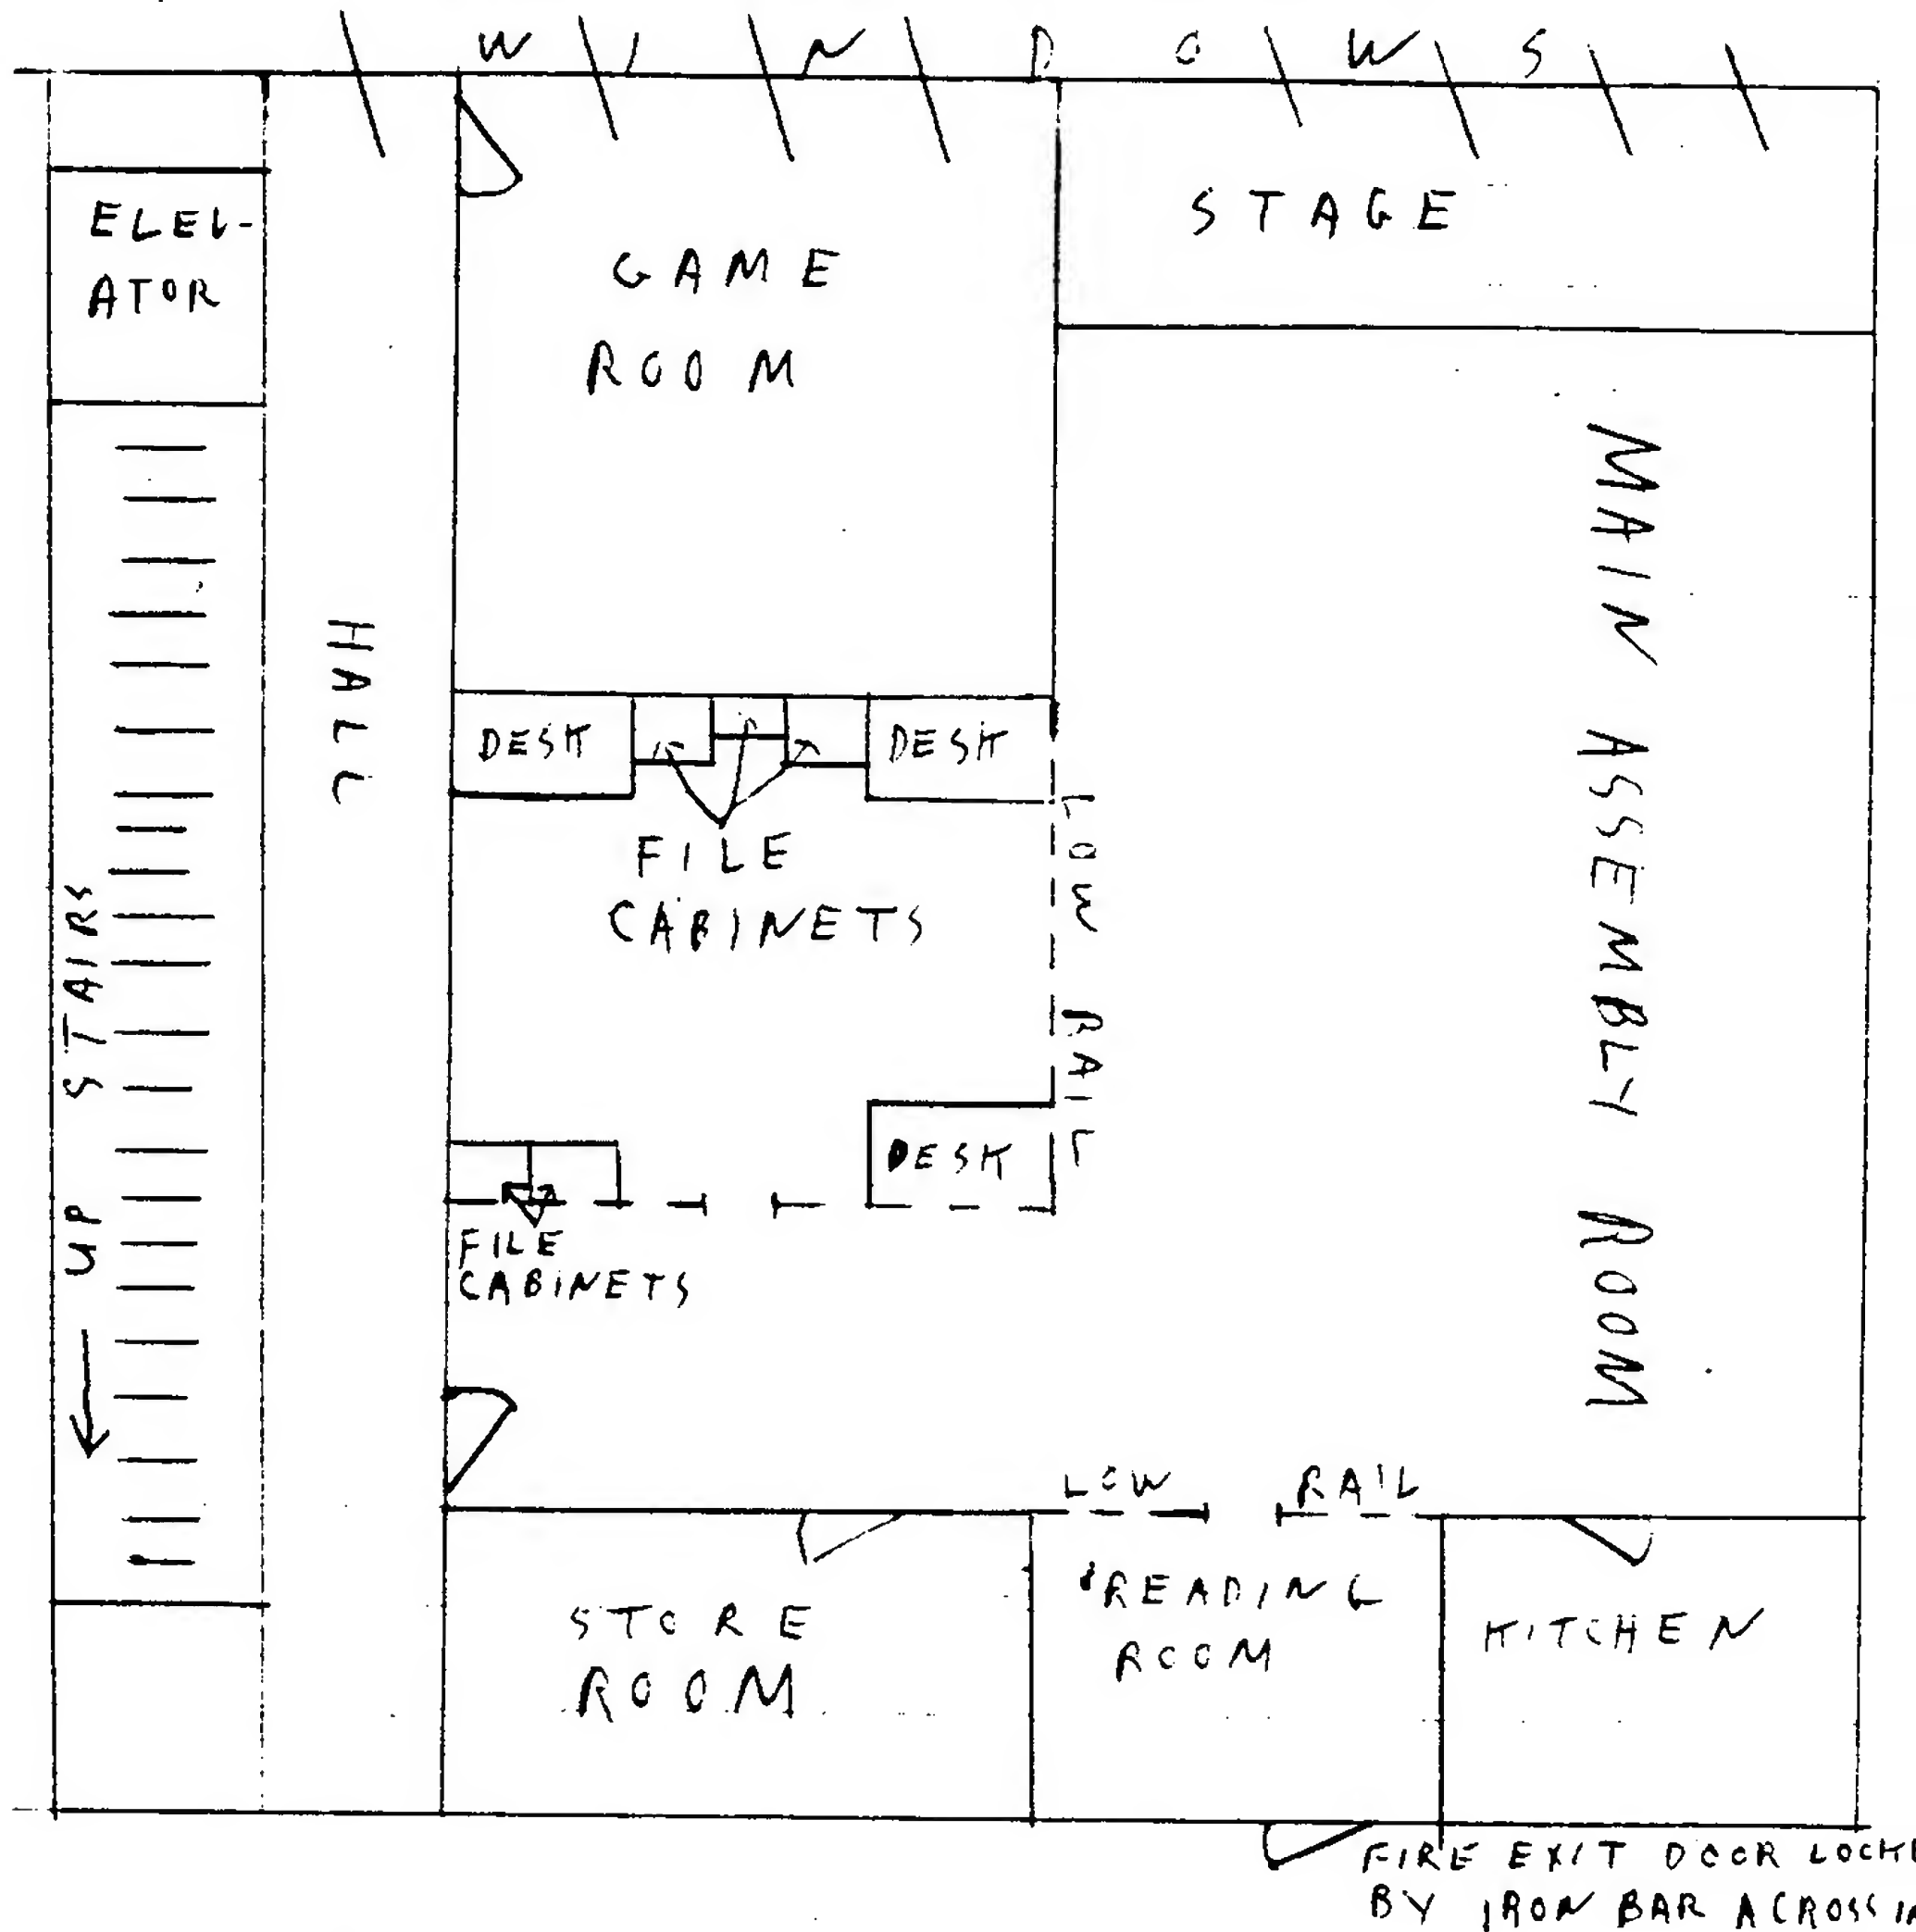 WINDOWS
ELEV-
ATOR
GAME
ROOM
STAGE
HALL
MAIN ASSEMBLY ROOM
DESK
DESK
FILE
CABINETS
LOW RAIL
UP STAIRS
DESK
FILE
CABINETS
LOW RAIL
STORE
ROOM
READING
ROOM
KITCHEN
FIRE EXIT DOOR
BY IRON BAR ACROSS